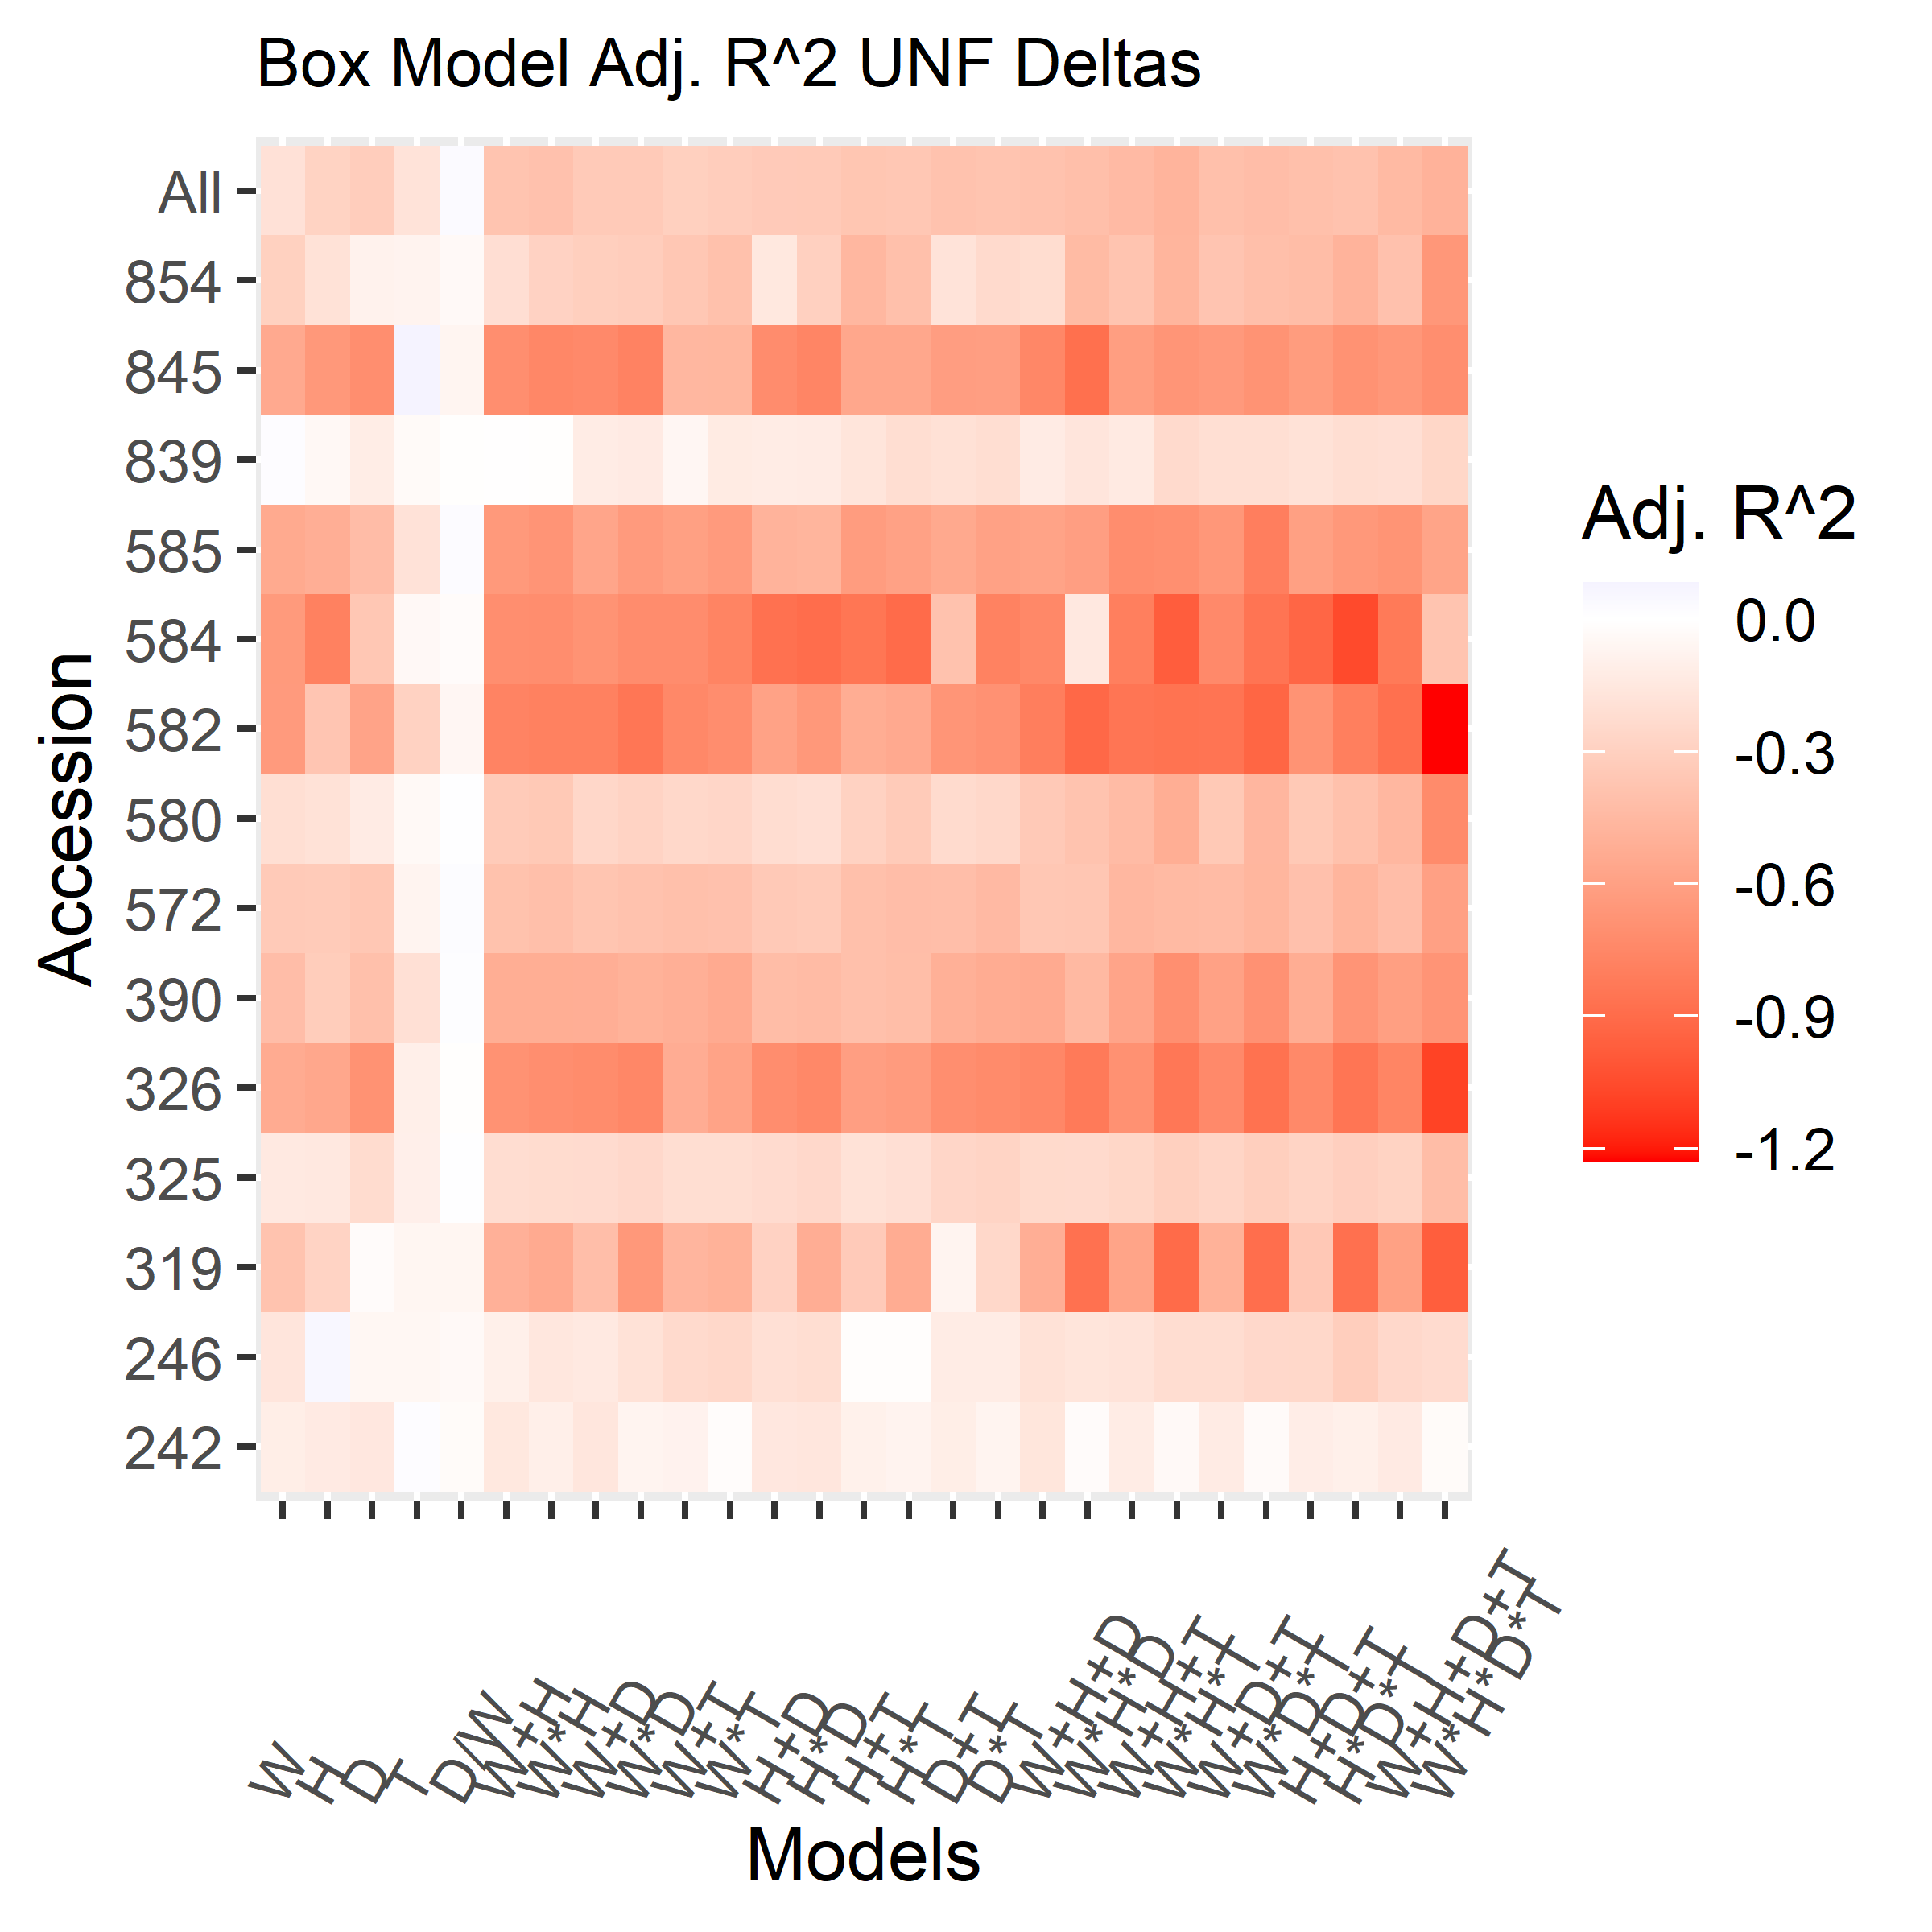 Box Model Adj. R^2 UNF Deltas
All
854
845
839
585
584
582
580
572
390
326
325
319
246
242
Accession
W
H
D
T
D/W
W+H
W*H
W+D
W*D
W+T
W*T
H+D
H*D
H+T
H*T
D+T
D*T
W+H+D
W*H*D
W+H+T
W*H*T
W+D+T
W*D*T
H+D+T
H*D*T
W+H+D+T
W*H*D*T
Models
Adj. R^2
0.0
-0.3
-0.6
-0.9
-1.2